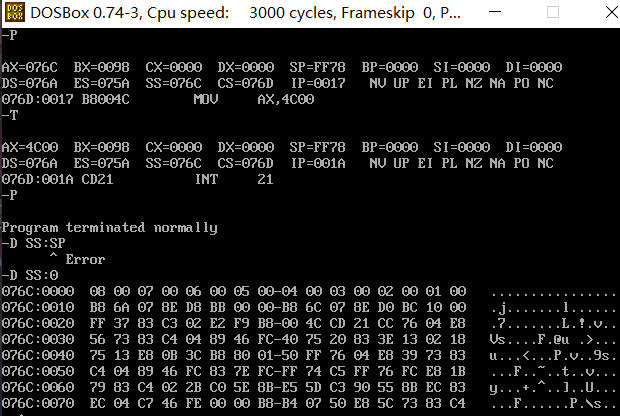 DOS BOX DOSBox 0.74-3, Cpu speed: 3000 cycles, Frameskip 0, P...
-P
AX=076C BX=0098 CX=0000 DX=0000 SP=FF78 BP=0000 SI=0000 DI=0000
DS=076A ES=075A SS=076C CS=076D IP=0017 NV UP EI PL NZ NA PO NC
076D:0017 B8004C MOV AX,4C00
-T
AX=4C00 BX=0098 CX=0000 DX=0000 SP=FF78 BP=0000 SI=0000 DI=0000
DS=076A ES=075A SS=076C CS=076D IP=001A NV UP EI PL NZ NA PO NC
076D:001A CD21 INT 21
-P
Program terminated normally
-D SS:SP
^ Error
-D SS:0
076C:0000 08 00 07 00 06 00 05 00-04 00 03 00 02 00 01 00 ................
076C:0010 B8 6A 07 8E D8 BB 00 00-B8 6C 07 8E D0 BC 10 00 .j.......l......
076C:0020 FF 37 83 C3 02 E2 F9 B8-00 4C CD 21 CC 76 04 E8 .7.......L.!.v..
076C:0030 56 73 83 C4 04 89 46 FC-40 75 20 83 3E 13 02 18 Vs....F.@u .>...
076C:0040 75 13 E8 0B 3C B8 80 01-50 FF 76 04 E8 39 73 83 u...<...P.v..9s.
076C:0050 C4 04 89 46 FC 83 7E FC-FF 74 C5 FF 76 FC E8 1B ...F..~..t..v...
076C:0060 79 83 C4 02 2B C0 5E 8B-E5 5D C3 90 55 8B EC 83 y...+.^..]..U...
076C:0070 EC 04 C7 46 FE 00 00 B8-B4 07 50 E8 5C 73 83 C4 ...F......P.\s..